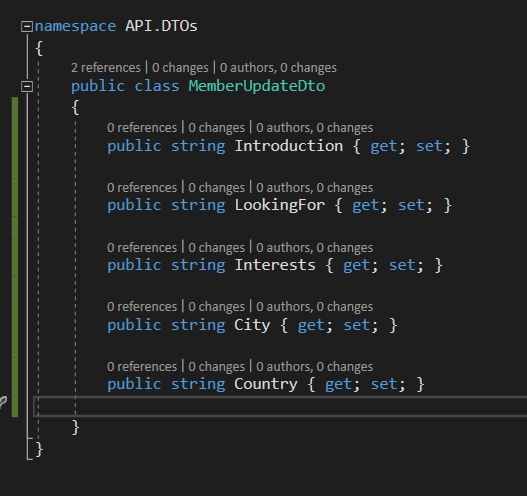 namespace API.DTOs
{
2 references | 0 changes | 0 authors, 0 changes
public class MemberUpdateDto
{
0 references | 0 changes | 0 authors, 0 changes
public string Introduction { get; set; }
0 references | 0 changes | 0 authors, 0 changes
public string LookingFor { get; set; }
0 references | 0 changes | 0 authors, 0 changes
public string Interests { get; set; }
0 references | 0 changes | 0 authors, 0 changes
public string City { get; set; }
0 references | 0 changes | 0 authors, 0 changes
public string Country { get; set; }
}
}